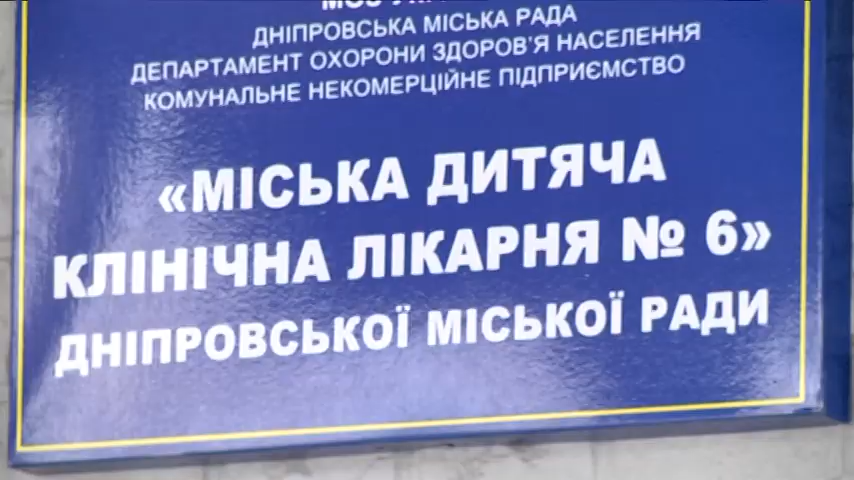 ДНІПРОВСЬКА МІСЬКА РАДА
ДЕПАРТАМЕНТ ОХОРОНИ ЗДОРОВ'Я НАСЕЛЕННЯ
КОМУНАЛЬНЕ НЕКОМЕРЦІЙНЕ ПІДПРИЄМСТВО
«МІСЬКА ДИТЯЧА
КЛІНІЧНА ЛІКАРНЯ № 6»
ДНІПРОВСЬКОЇ МІСЬКОЇ РАДИ